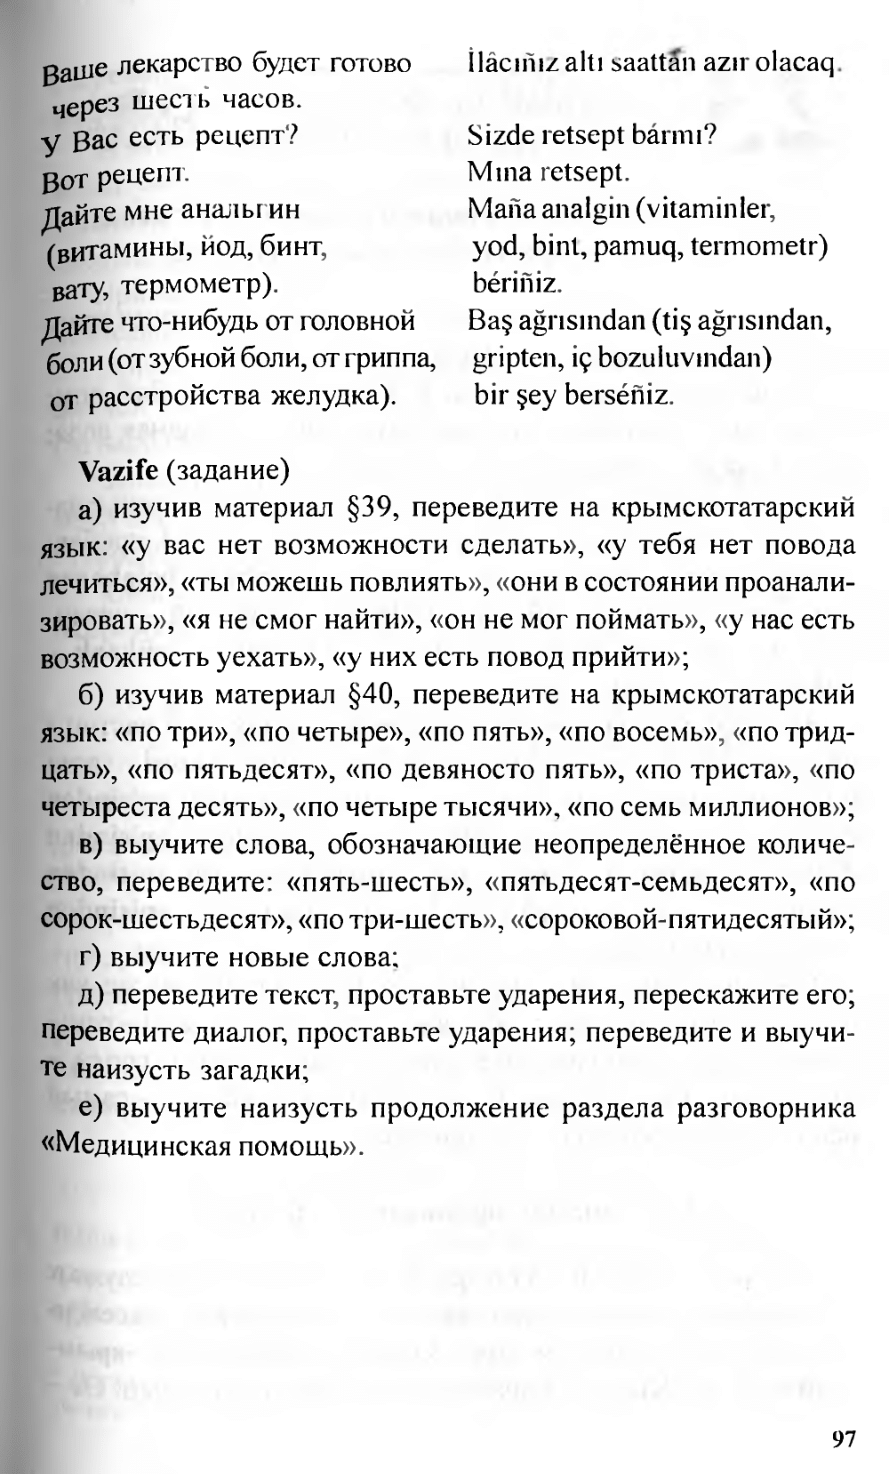 Ваше лекарство будет готово İlâcıñız altı saattan azır olacaq.
через шесть часов.
У Вас есть рецепт? Sizde retsept bármı?
Вот рецепт. Mına retsept.
Дайте мне анальгин Maña analgin (vitaminler,
(витамины, йод, бинт, yod, bint, pamuq, termometr)
вату, термометр). bériñiz.
Дайте что-нибудь от головной Baş ağrısından (tiş ağrısından,
боли (от зубной боли, от гриппа, gripten, iç bozuluvından)
от расстройства желудка). bir şey berséñiz.
Vazife (задание)
а) изучив материал §39, переведите на крымскотатарский
язык: «у вас нет возможности сделать», «у тебя нет повода
лечиться», «ты можешь повлиять», «они в состоянии проанали-
зировать», «я не смог найти», «он не мог поймать», «у нас есть
возможность уехать», «у них есть повод прийти»;
б) изучив материал §40, переведите на крымскотатарский
язык: «по три», «по четыре», «по пять», «по восемь», «по трид-
цать», «по пятьдесят», «по девяносто пять», «по триста», «по
четыреста десять», «по четыре тысячи», «по семь миллионов»;
в) выучите слова, обозначающие неопределённое количе-
ство, переведите: «пять-шесть», «пятьдесят-семьдесят», «по
сорок-шестьдесят», «по три-шесть», «сороковой-пятидесятый»;
г) выучите новые слова;
д) переведите текст, проставьте ударения, перескажите его;
переведите диалог, проставьте ударения; переведите и выучи-
те наизусть загадки;
е) выучите наизусть продолжение раздела разговорника
«Медицинская помощь».
97